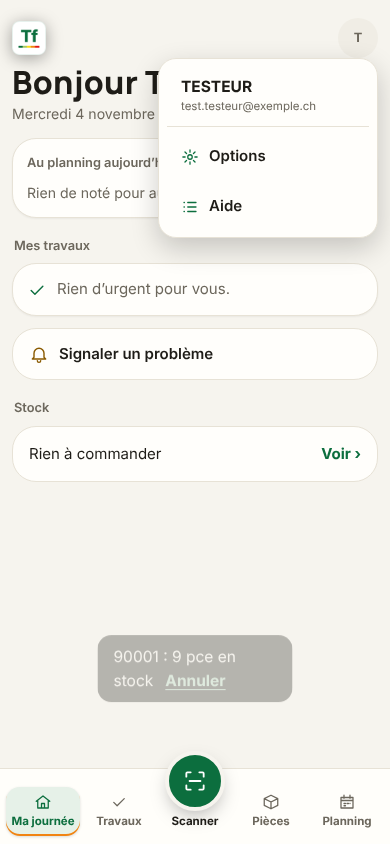 Tf
T
Bonjour T
Mercredi 4 novembre
TESTEUR
test.testeur@exemple.ch
Options
Aide
Au planning aujourd'h
Rien de noté pour a
Mes travaux
Rien d’urgent pour vous.
Signaler un problème
Stock
Rien à commander
Voir ›
90001 : 9 pce en
stock Annuler
Ma journée
Travaux
Scanner
Pièces
Planning